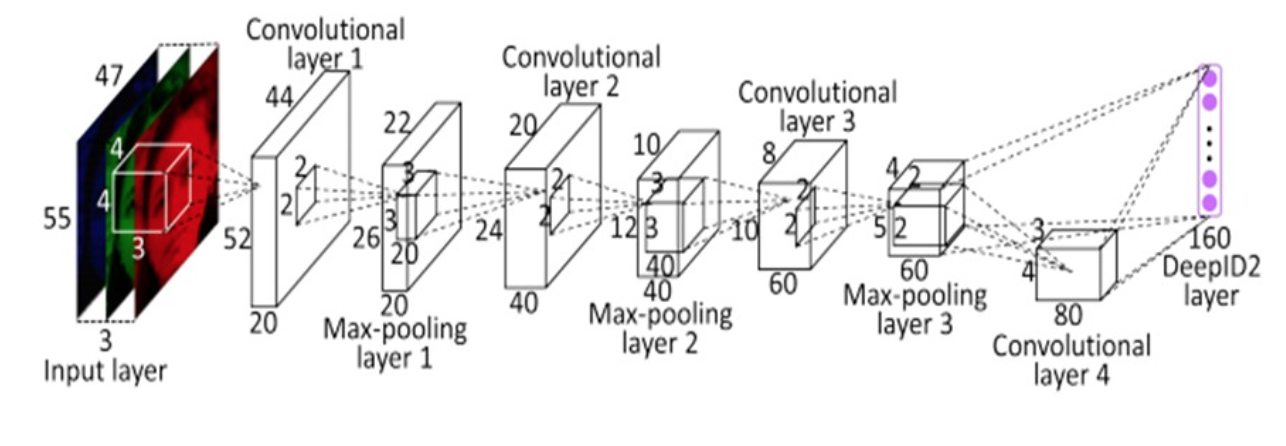 47
4
4
55
3
3
Input layer
Convolutional
layer 1
44
2
2
52
20
22
3
3
26
20
20
Max-pooling
layer 1
Convolutional
layer 2
20
2
2
24
40
10
3
12
3
40
40
Max-pooling
layer 2
Convolutional
layer 3
8
2
2
10
60
4
2
5
2
60
Max-pooling
layer 3
3
4
80
Convolutional
layer 4
160
DeepID2
layer